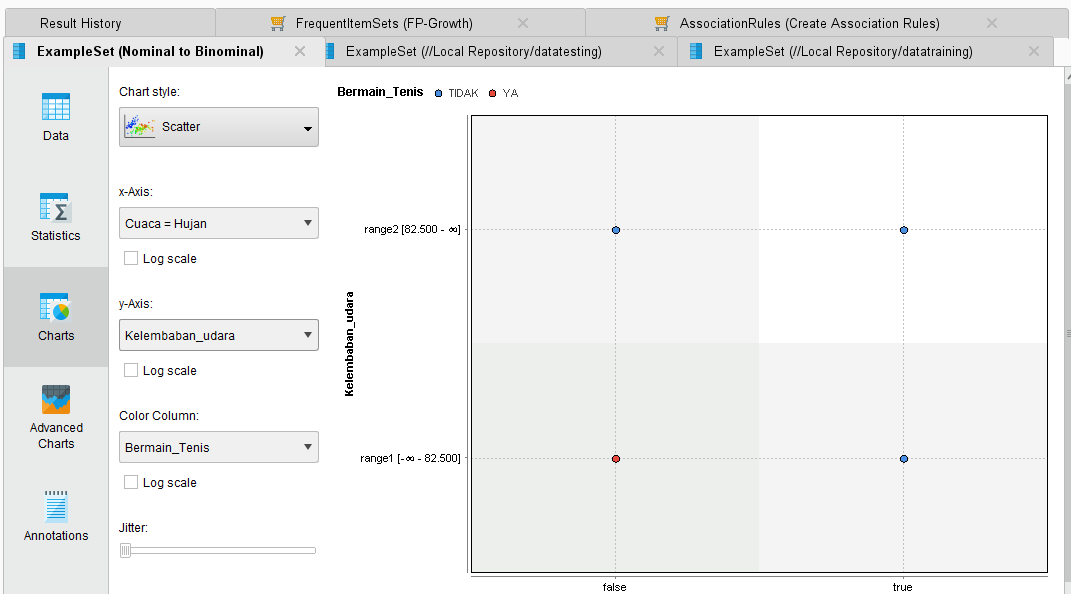 Result History
FrequentItemSets (FP-Growth)
AssociationRules (Create Association Rules)
ExampleSet (Nominal to Binominal)
ExampleSet (//Local Repository/datatesting)
ExampleSet (//Local Repository/datatraining)
Data
Statistics
Charts
Advanced
Charts
Annotations
Chart style:
Scatter
x-Axis:
Cuaca = Hujan
Log scale
y-Axis:
Kelembaban_udara
Log scale
Color Column:
Bermain_Tenis
Log scale
Jitter:
Bermain_Tenis TIDAK YA
range2 [82.500 - ∞]
Kelembaban_udara
range1 [-∞ - 82.500]
false
true